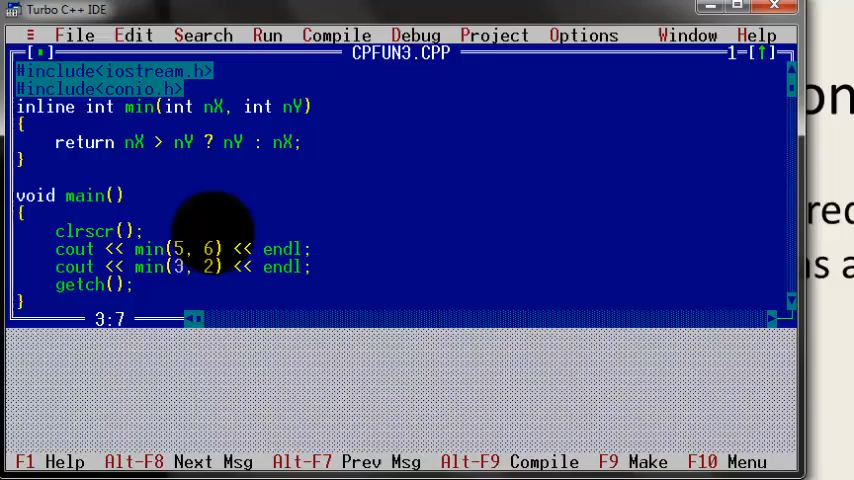 Turbo C++ IDE
≡ File Edit Search Run Compile Debug Project Options Window Help
[■] CPFUN3.CPP 1=[↑]
#include<iostream.h>
#include<conio.h>
inline int min(int nX, int nY)
{
return nX > nY ? nY : nX;
}
void main()
{
clrscr();
cout << min(5, 6) << endl;
cout << min(3, 2) << endl;
getch();
}
3:7
F1 Help Alt-F8 Next Msg Alt-F7 Prev Msg Alt-F9 Compile F9 Make F10 Menu